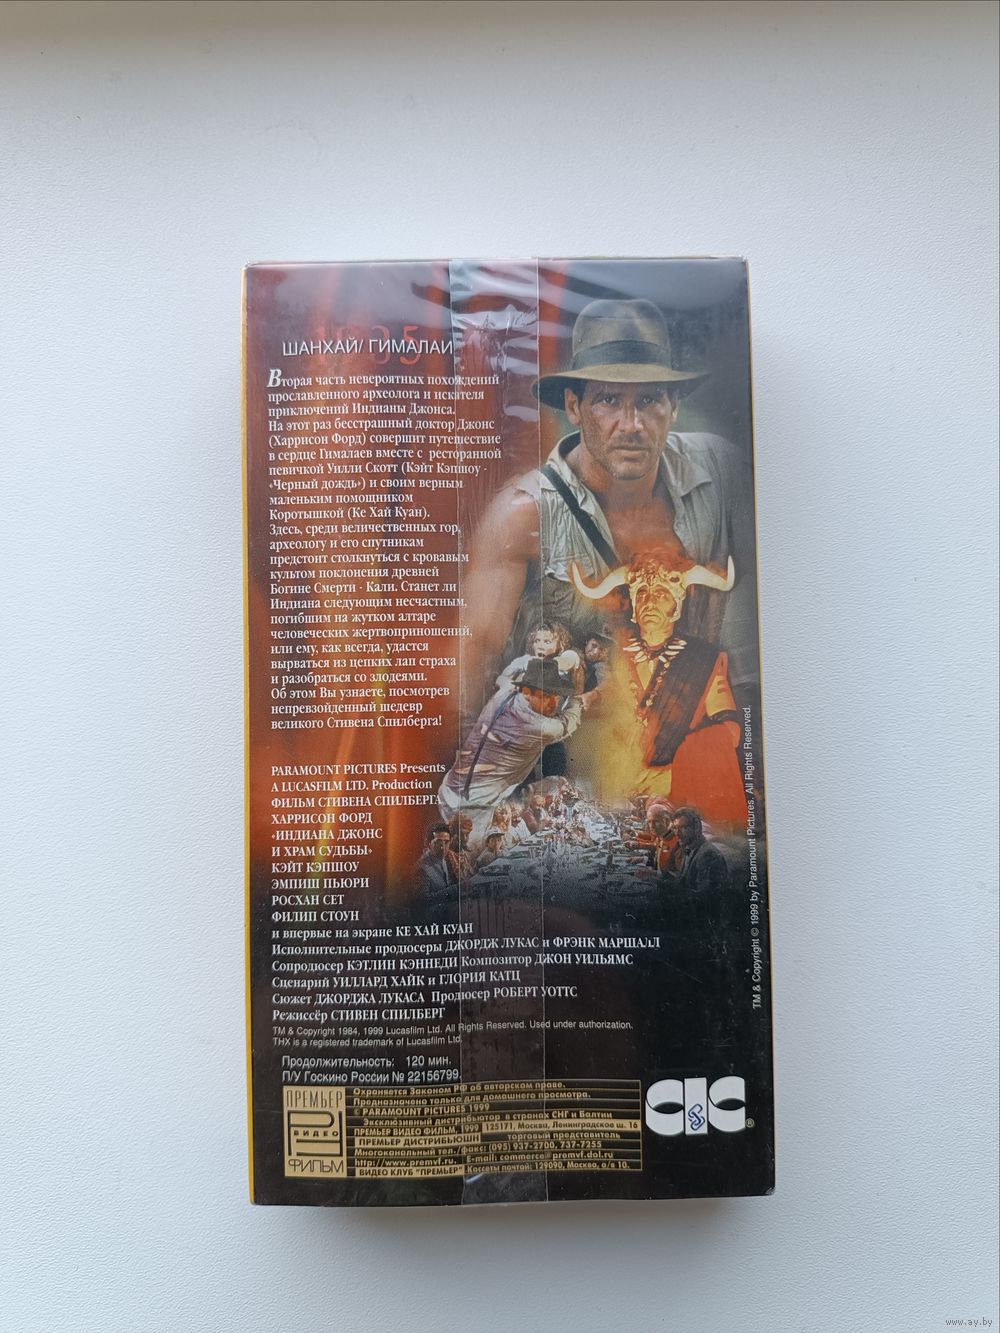 1935
ШАНХАЙ/ ГИМАЛАИ
Вторая часть невероятных похождений
прославленного археолога и искателя
приключений Индианы Джонса.
На этот раз бесстрашный доктор Джонс
(Харрисон Форд) совершит путешествие
в сердце Гималаев вместе с ресторанной
певичкой Уилли Скотт (Кэйт Кэпшоу -
«Черный дождь») и своим верным
маленьким помощником
Коротышкой (Ке Хай Куан).
Здесь, среди величественных гор,
археологу и его спутникам
предстоит столкнуться с кровавым
культом поклонения древней
Богине Смерти - Кали. Станет ли
Индиана следующим несчастным,
погибшим на жутком алтаре
человеческих жертвоприношений,
или ему, как всегда, удастся
вырваться из цепких лап страха
и разобраться со злодеями.
Об этом Вы узнаете, посмотрев
непревзойденный шедевр
великого Стивена Спилберга!
PARAMOUNT PICTURES Presents
A LUCASFILM LTD. Production
ФИЛЬМ СТИВЕНА СПИЛБЕРГА
ХАРРИСОН ФОРД
«ИНДИАНА ДЖОНС
И ХРАМ СУДЬБЫ»
КЭЙТ КЭПШОУ
ЭМПИШ ПЬЮРИ
РОСХАН СЕТ
ФИЛИП СТОУН
и впервые на экране КЕ ХАЙ КУАН
Исполнительные продюсеры ДЖОРДЖ ЛУКАС и ФРЭНК МАРШАЛЛ
Сопродюсер КЭТЛИН КЭННЕДИ Композитор ДЖОН УИЛЬЯМС
Сценарий УИЛЛАРД ХАЙК и ГЛОРИЯ КАТЦ
Сюжет ДЖОРДЖА ЛУКАСА Продюсер РОБЕРТ УОТТС
Режиссёр СТИВЕН СПИЛБЕРГ
TM & Copyright 1984, 1999 Lucasfilm Ltd. All Rights Reserved. Used under authorization.
THX is a registered trademark of Lucasfilm Ltd.
Продолжительность: 120 мин.
П/У Госкино России № 22156799.
ПРЕМЬЕР
ВИДЕО
ФИЛЬМ
Охраняется Законом РФ об авторском праве.
Предназначено только для домашнего просмотра.
© PARAMOUNT PICTURES 1999
Эксклюзивный дистрибьютор в странах СНГ и Балтии
ПРЕМЬЕР ВИДЕО ФИЛЬМ, 1999 125171, Москва, Ленинградское ш. 16
ПРЕМЬЕР ДИСТРИБЬЮШН торговый представитель
Многоканальный тел./факс: (095) 937-2700, 737-7255
http://www.premvf.ru. E-mail: commerce@premvf.dol.ru
ВИДЕО КЛУБ "ПРЕМЬЕР" Кассеты почтой: 129090, Москва, а/я 10.
CIC
®
TM & Copyright © 1999 by Paramount Pictures. All Rights Reserved.
www.ay.by